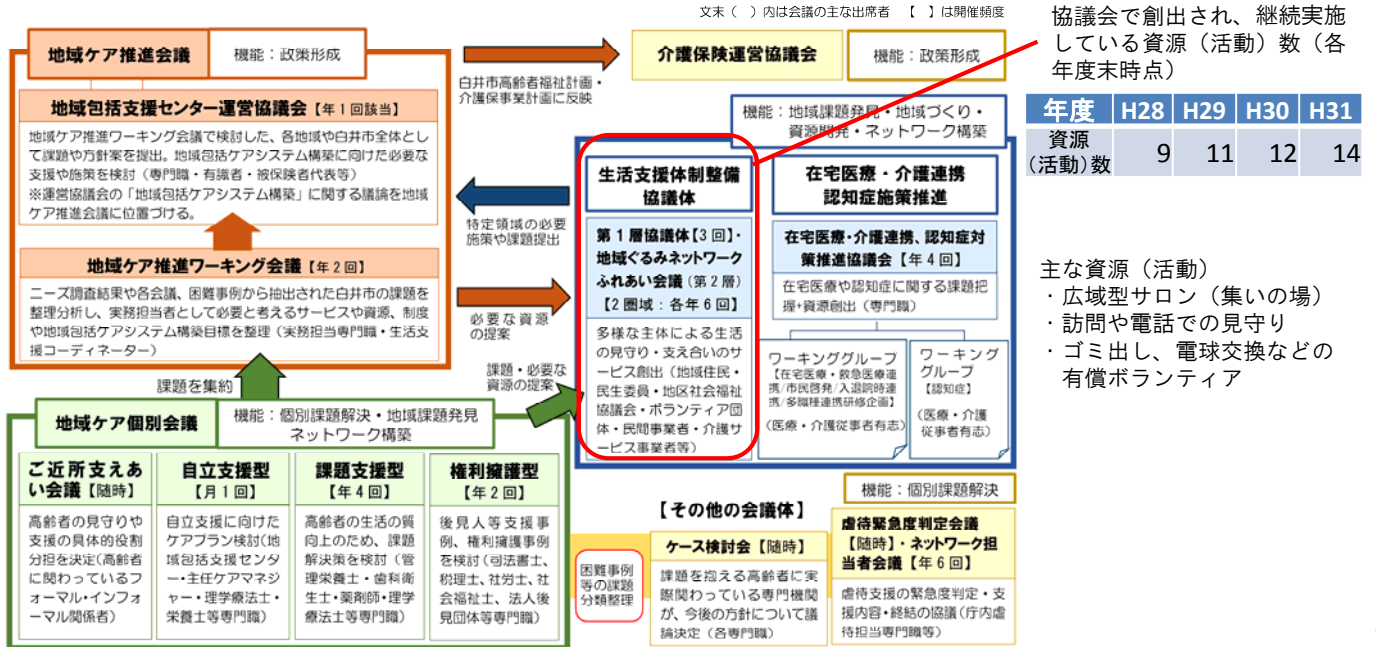 文末（ ）内は会議の主な出席者 【 】は開催頻度
地域ケア推進会議
機能：政策形成
介護保険運営協議会
機能：政策形成
白井市高齢者福祉計画・
介護保事業計画に反映
地域包括支援センター運営協議会【年１回該当】
地域ケア推進ワーキング会議で検討した、各地域や白井市全体とし
て課題や方針案を提出。地域包括ケアシステム構築に向けた必要な
支援や施策を検討（専門職・有識者・被保険者代表等）
※運営協議会の「地域包括ケアシステム構築」に関する議論を地域
ケア推進会議に位置づける。
地域ケア推進ワーキング会議【年２回】
ニーズ調査結果や各会議、困難事例から抽出された白井市の課題を
整理分析し、実務担当者として必要と考えるサービスや資源、制度
や地域包括ケアシステム構築目標を整理（実務担当専門職・生活支
援コーディネーター）
特定領域の必要
施策や課題提出
必要な資源
の提案
課題・必要な
資源の提案
課題を集約
機能：地域課題発見・地域づくり・
資源開発・ネットワーク構築
生活支援体制整備
協議体
第１層協議体【３回】・
地域ぐるみネットワーク
ふれあい会議（第２層）
【２圏域：各年６回】
多様な主体による生活
の見守り・支え合いのサ
ービス創出（地域住民・
民生委員・地区社会福祉
協議会・ボランティア団
体・民間事業者・介護サ
ービス事業者等）
在宅医療・介護連携
認知症施策推進
在宅医療・介護連携、認知症対
策推進協議会【年４回】
在宅医療や認知症に関する課題把
握+資源創出（専門職）
ワーキンググループ
【在宅医療・救急医療連
携/市民啓発/入退院時連
携/多職種連携研修企画】
（医療・介護従事者有志）
ワーキング
グループ
【認知症】
（医療・介護
従事者有志）
地域ケア個別会議
機能：個別課題解決・地域課題発見
ネットワーク構築
ご近所支えあ
い会議【随時】
高齢者の見守りや
支援の具体的役割
分担を決定（高齢者
に関わっているフ
ォーマル・インフォ
ーマル関係者）
自立支援型
【月１回】
自立支援に向けた
ケアプラン検討（地
域包括支援センタ
ー・主任ケアマネジ
ャー・理学療法士・
栄養士等専門職）
課題支援型
【年４回】
高齢者の生活の質
向上のため、課題
解決策を検討（管
理栄養士・歯科衛
生士・薬剤師・理学
療法士等専門職）
権利擁護型
【年２回】
後見人等支援事
例、権利擁護事例
を検討（司法書士、
税理士、社労士、社
会福祉士、法人後
見団体等専門職）
困難事例
等の課題
分類整理
【その他の会議体】
機能：個別課題解決
ケース検討会【随時】
課題を抱える高齢者に実
際関わっている専門機関
が、今後の方針について議
論決定（各専門職）
虐待緊急度判定会議
【随時】・ネットワーク担
当者会議【年６回】
虐待支援の緊急度判定・支
援内容・終結の協議（庁内虐
待担当専門職等）
協議会で創出され、継続実施
している資源（活動）数（各
年度末時点）
年度 H28 H29 H30 H31
資源
（活動）数 9 11 12 14
主な資源（活動）
・広域型サロン（集いの場）
・訪問や電話での見守り
・ゴミ出し、電球交換などの
有償ボランティア